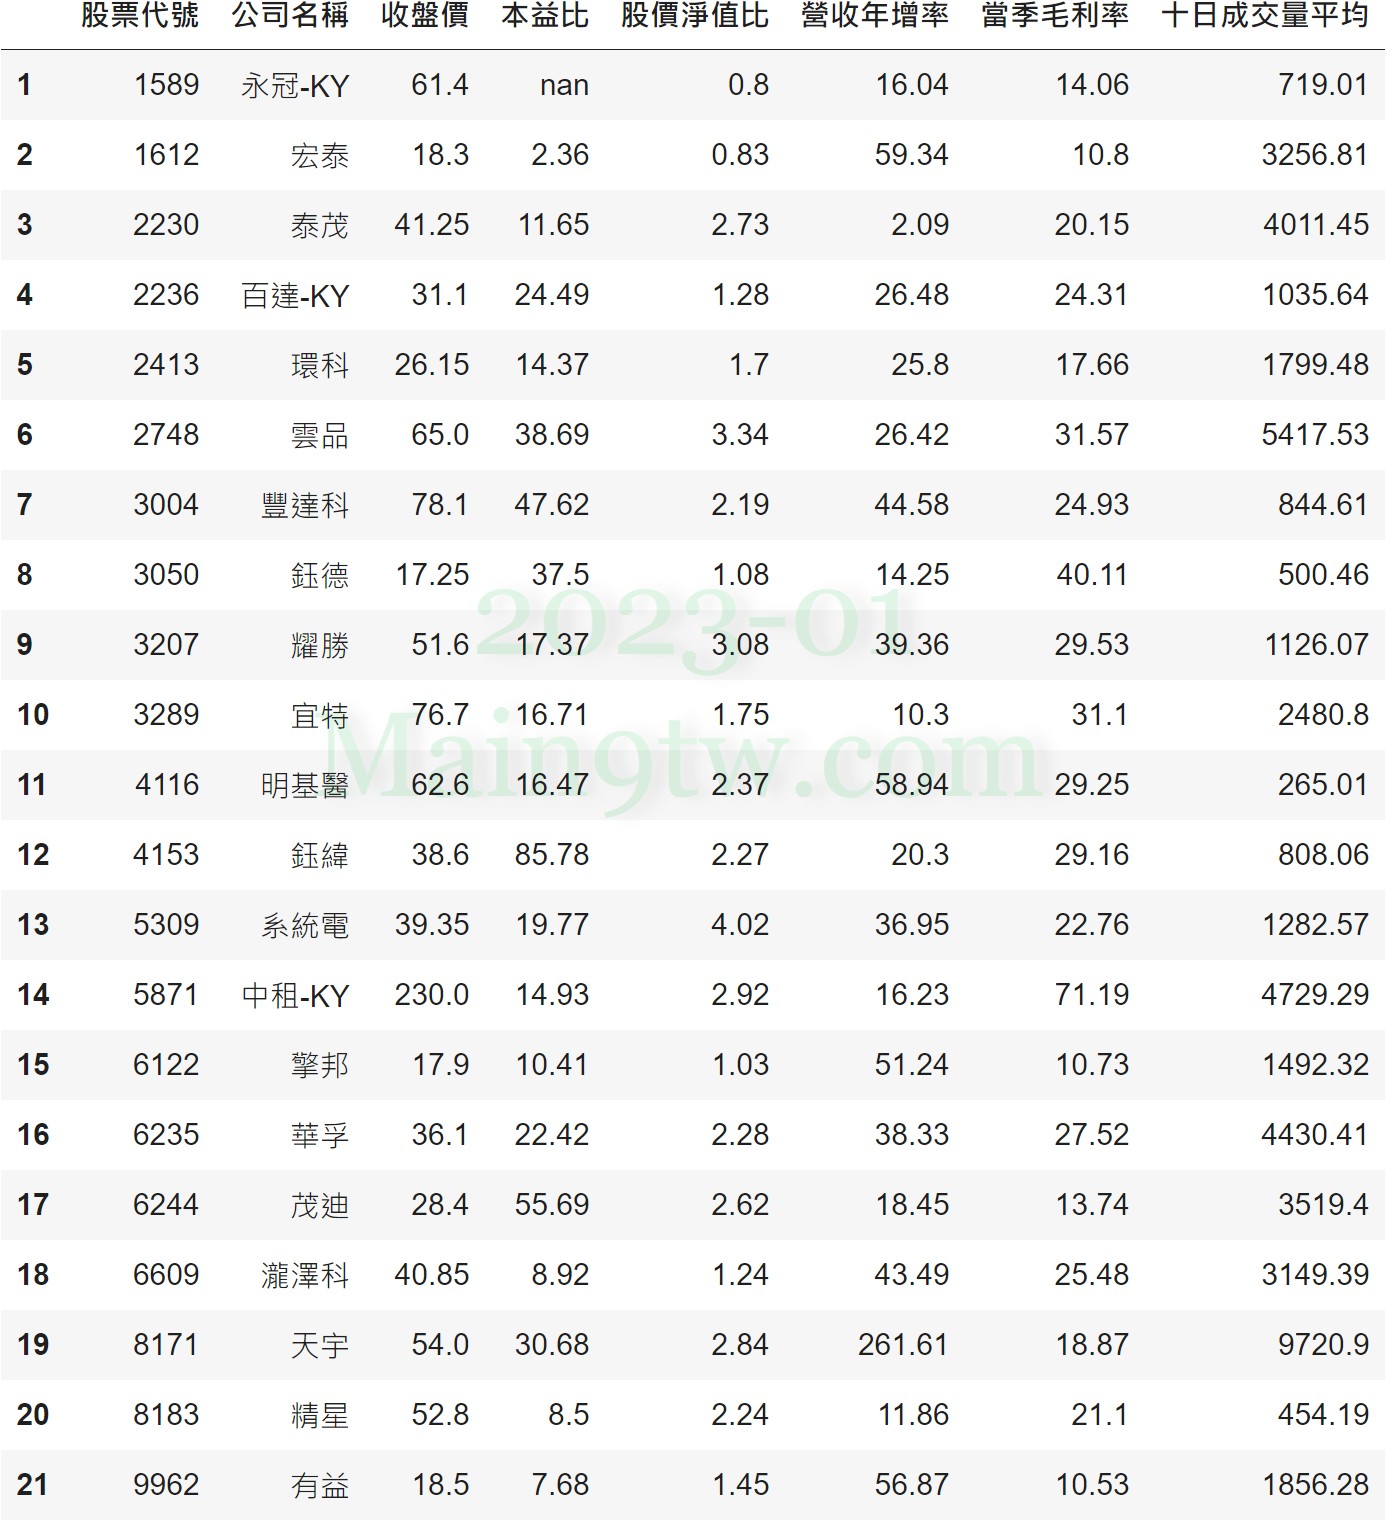 股票代號 公司名稱 收盤價 本益比 股價淨值比 營收年增率 當季毛利率 十日成交量平均
1 1589 永冠-KY 61.4 nan 0.8 16.04 14.06 719.01
2 1612 宏泰 18.3 2.36 0.83 59.34 10.8 3256.81
3 2230 泰茂 41.25 11.65 2.73 2.09 20.15 4011.45
4 2236 百達-KY 31.1 24.49 1.28 26.48 24.31 1035.64
5 2413 環科 26.15 14.37 1.7 25.8 17.66 1799.48
6 2748 雲品 65.0 38.69 3.34 26.42 31.57 5417.53
7 3004 豐達科 78.1 47.62 2.19 44.58 24.93 844.61
8 3050 鈺德 17.25 37.5 1.08 14.25 40.11 500.46
2023-01
9 3207 耀勝 51.6 17.37 3.08 39.36 29.53 1126.07
10 3289 宜特 76.7 16.71 1.75 10.3 31.1 2480.8
Main9tw.com
11 4116 明基醫 62.6 16.47 2.37 58.94 29.25 265.01
12 4153 鈺緯 38.6 85.78 2.27 20.3 29.16 808.06
13 5309 系統電 39.35 19.77 4.02 36.95 22.76 1282.57
14 5871 中租-KY 230.0 14.93 2.92 16.23 71.19 4729.29
15 6122 擎邦 17.9 10.41 1.03 51.24 10.73 1492.32
16 6235 華孚 36.1 22.42 2.28 38.33 27.52 4430.41
17 6244 茂迪 28.4 55.69 2.62 18.45 13.74 3519.4
18 6609 瀧澤科 40.85 8.92 1.24 43.49 25.48 3149.39
19 8171 天宇 54.0 30.68 2.84 261.61 18.87 9720.9
20 8183 精星 52.8 8.5 2.24 11.86 21.1 454.19
21 9962 有益 18.5 7.68 1.45 56.87 10.53 1856.28